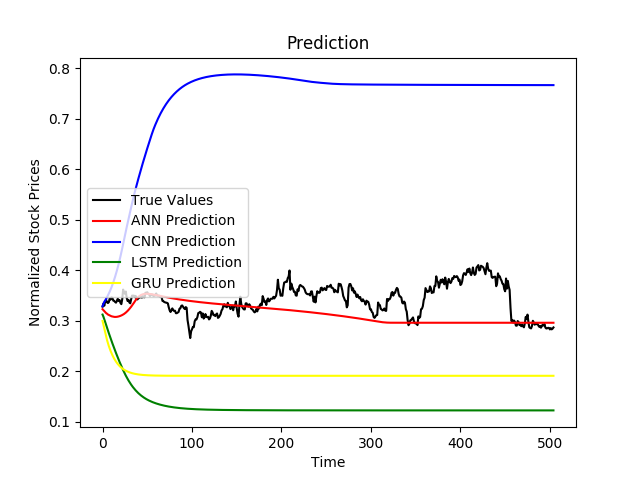 Prediction
0.8
0.7
0.6
0.5
0.4
0.3
0.2
0.1
Normalized Stock Prices
True Values
ANN Prediction
CNN Prediction
LSTM Prediction
GRU Prediction
0 100 200 300 400 500
Time